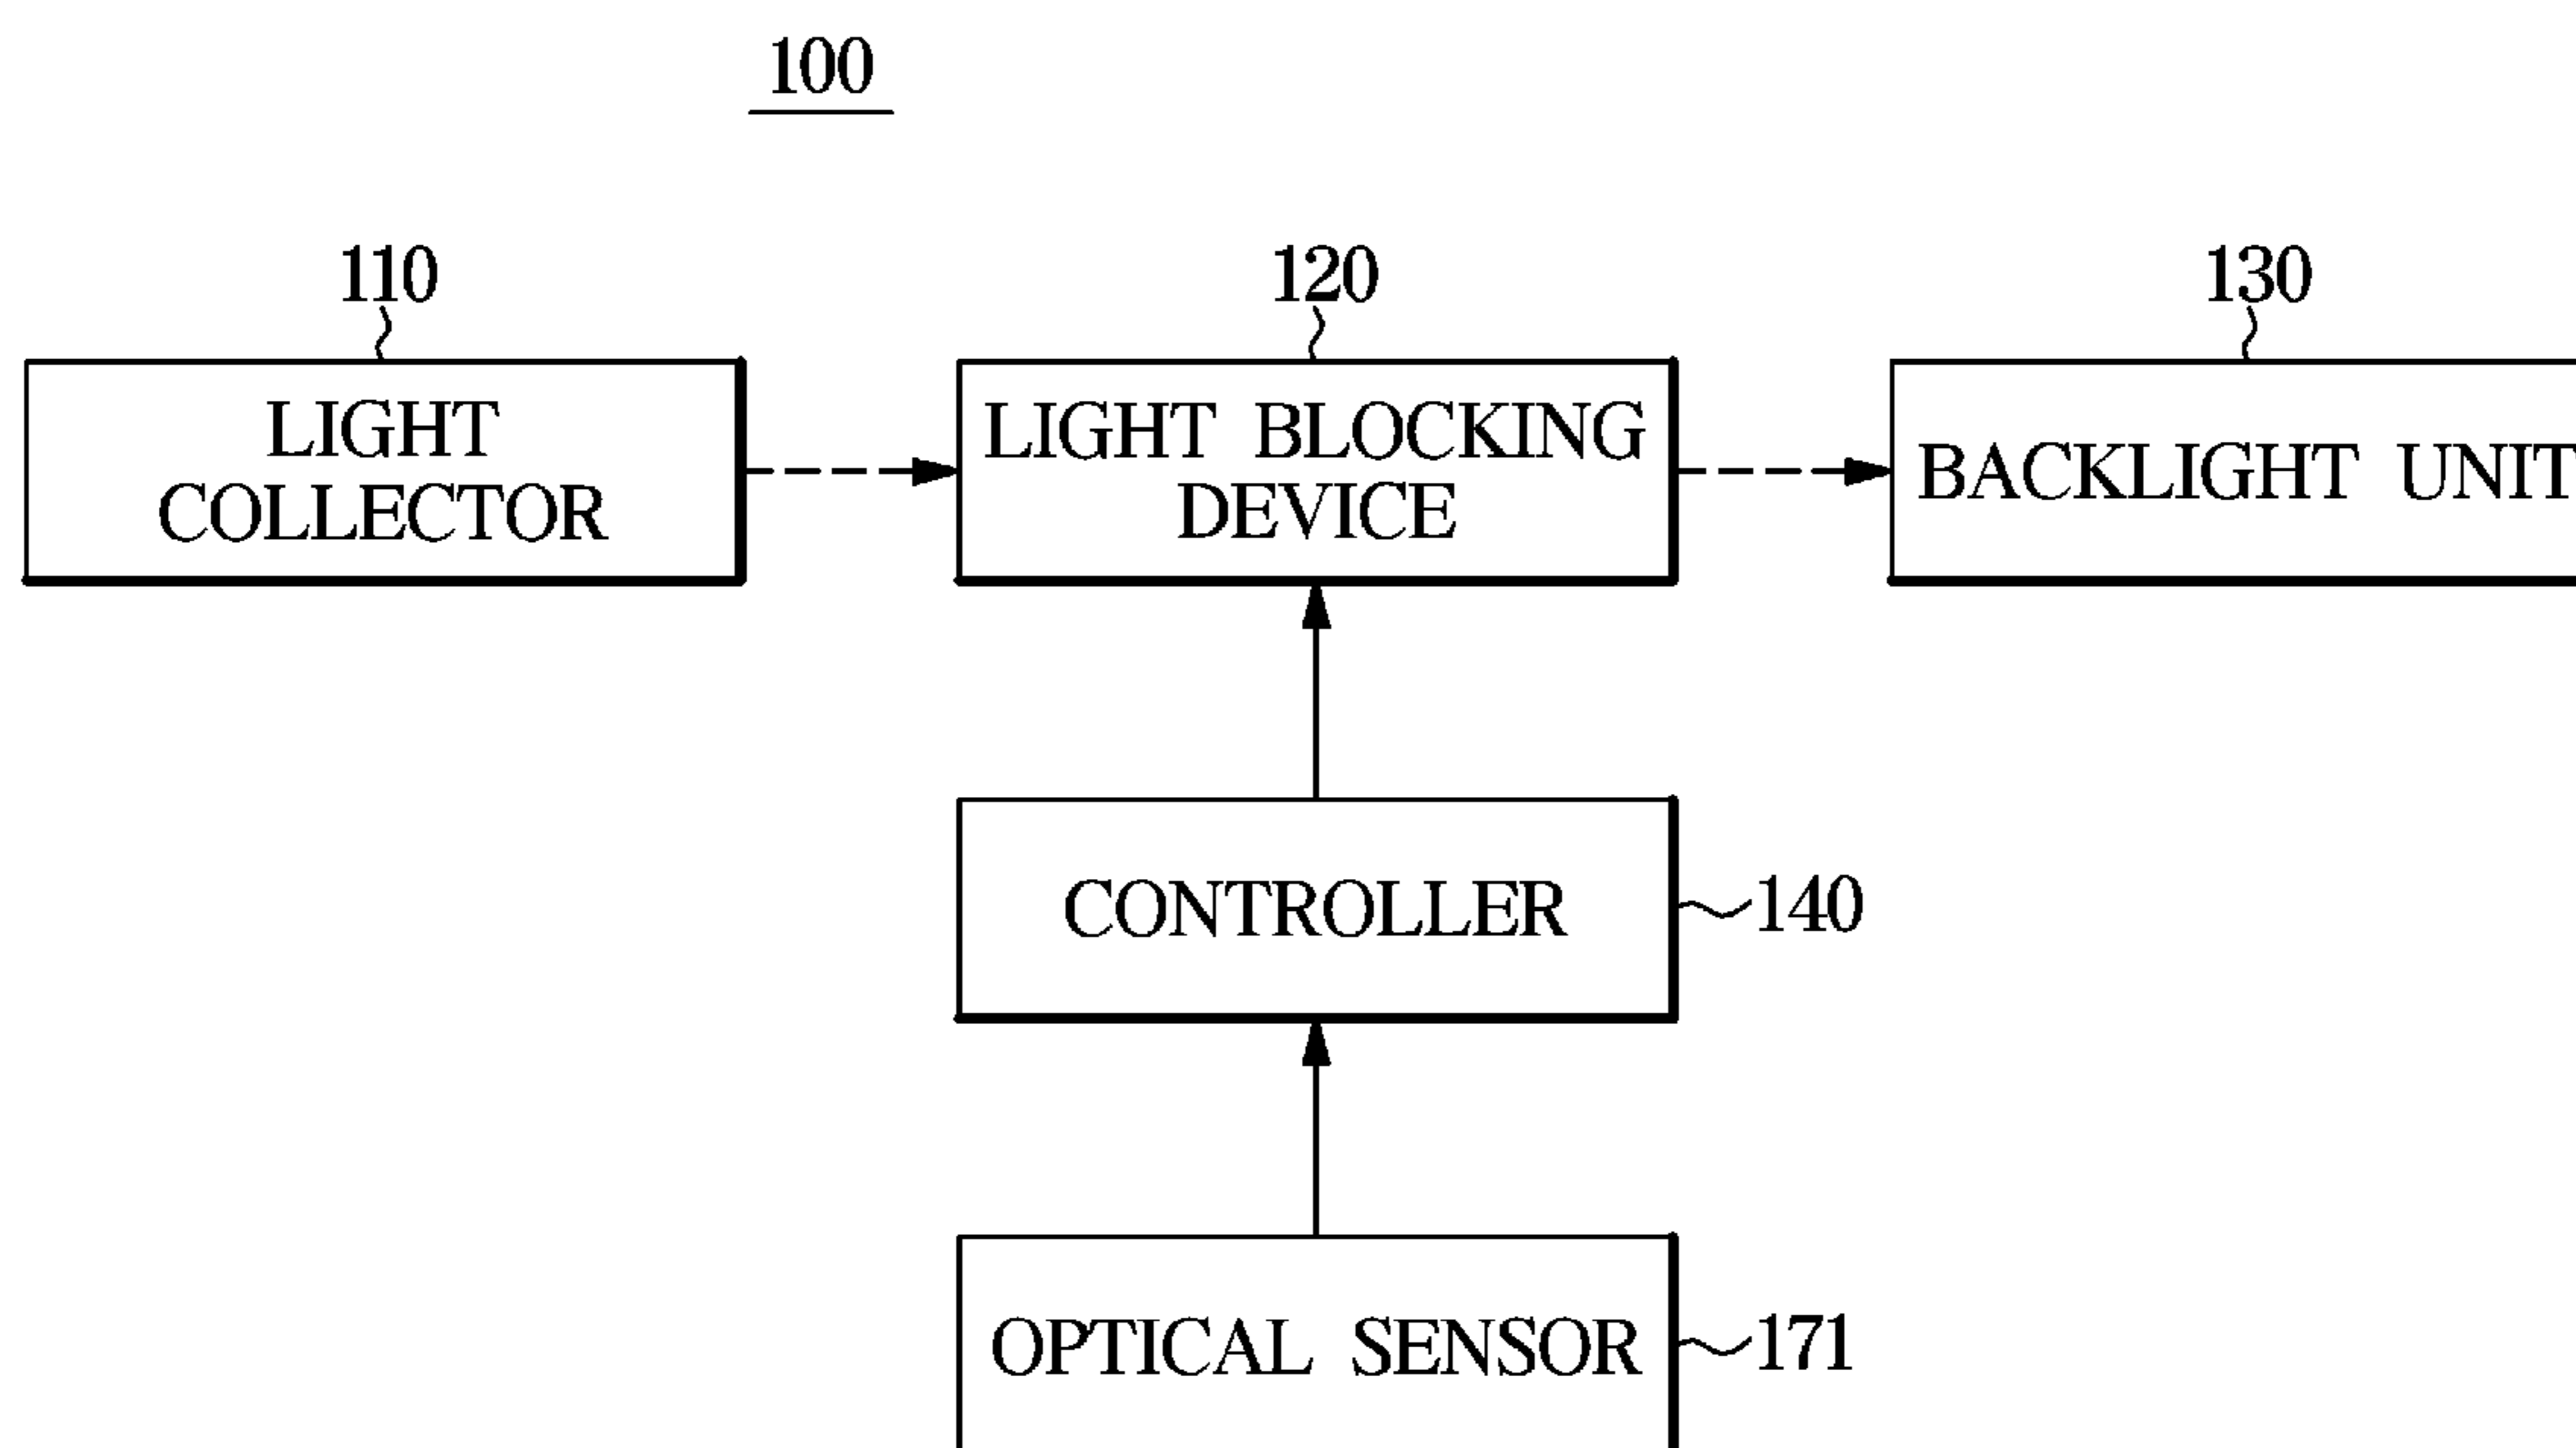 100
110
120
130
LIGHT
COLLECTOR
LIGHT BLOCKING
DEVICE
BACKLIGHT UNIT
CONTROLLER
140
OPTICAL SENSOR
171